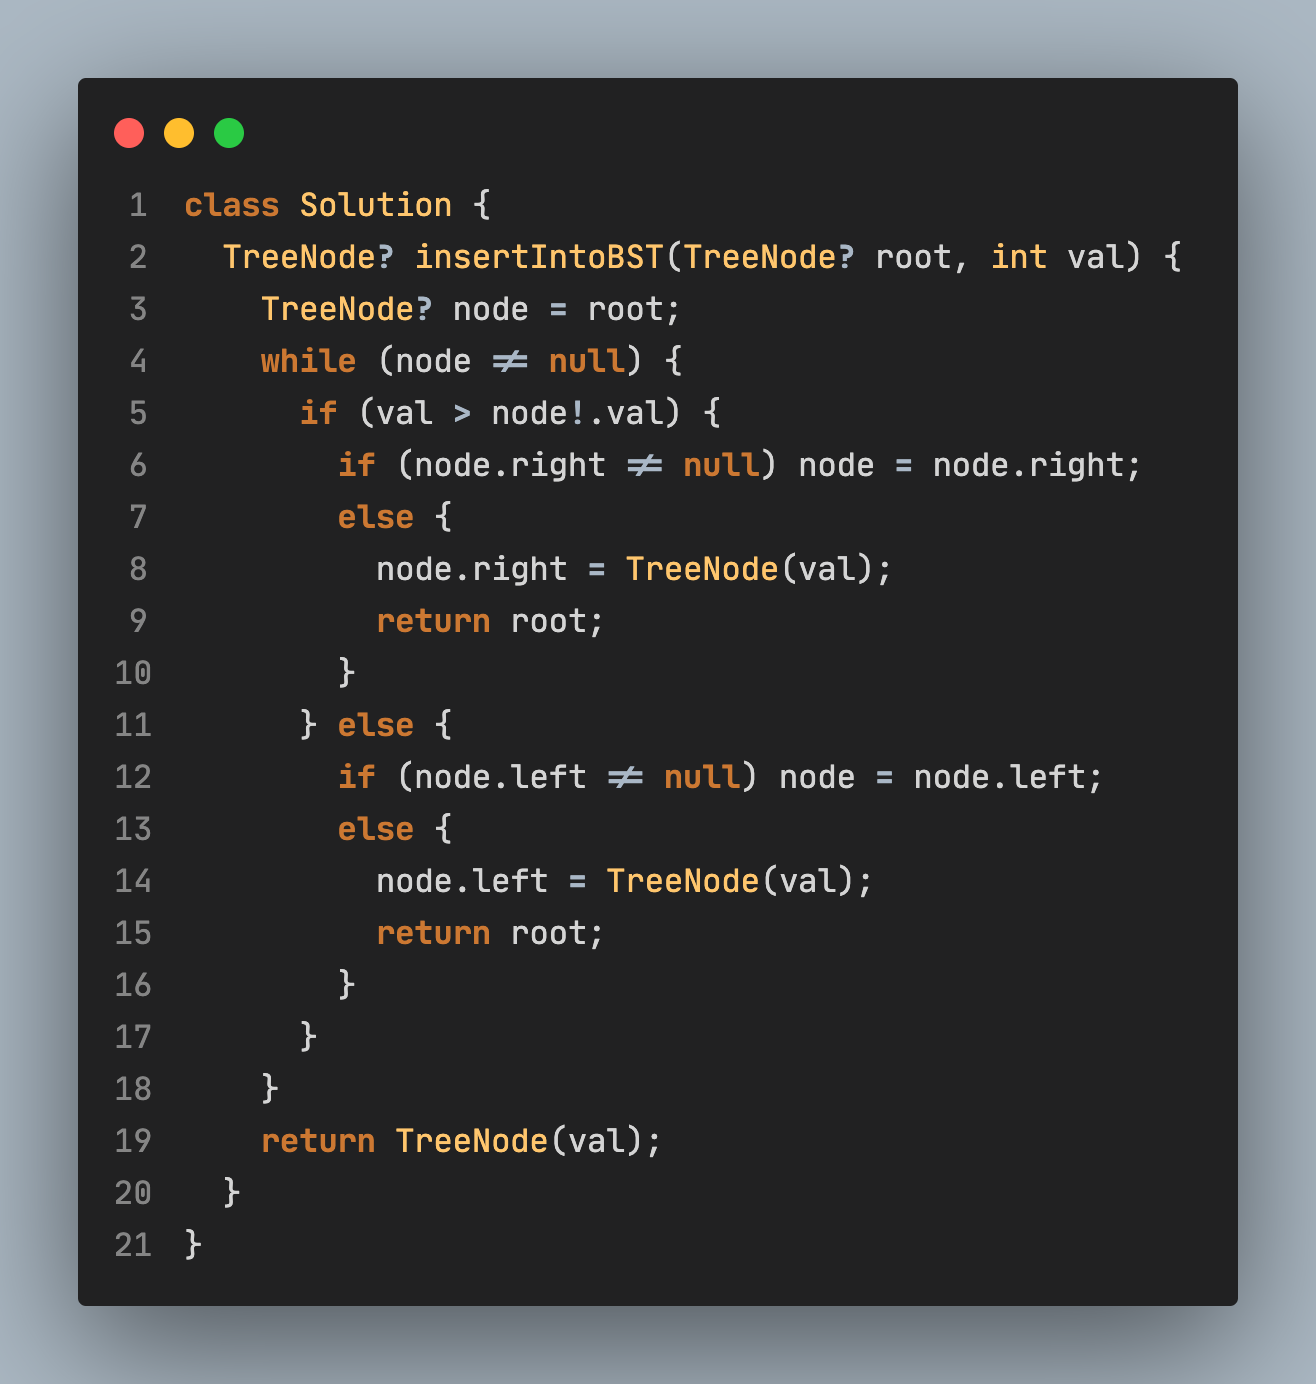 1 class Solution {
2   TreeNode? insertIntoBST(TreeNode? root, int val) {
3     TreeNode? node = root;
4     while (node != null) {
5       if (val > node!.val) {
6         if (node.right != null) node = node.right;
7         else {
8           node.right = TreeNode(val);
9           return root;
10         }
11       } else {
12         if (node.left != null) node = node.left;
13         else {
14           node.left = TreeNode(val);
15           return root;
16         }
17       }
18     }
19     return TreeNode(val);
20   }
21 }